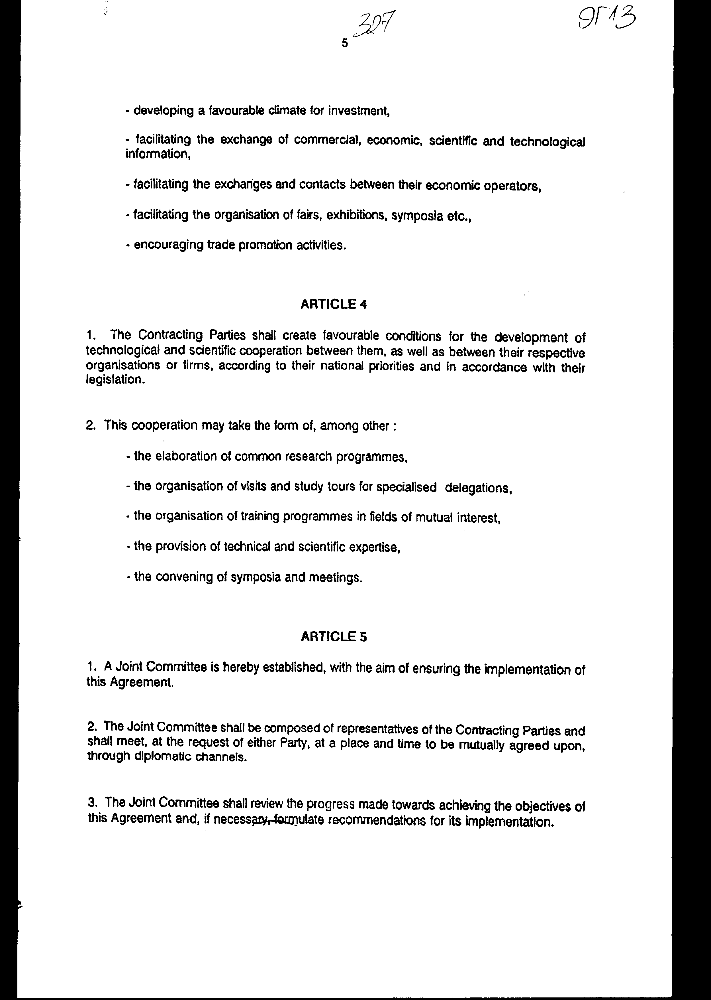 307
5
- developing a favourable climate for investment,
- facilitating the exchange of commercial, economic, scientific and technological
information,
- facilitating the exchanges and contacts between their economic operators,
- facilitating the organisation of fairs, exhibitions, symposia etc.,
- encouraging trade promotion activities.
ARTICLE 4
1. The Contracting Parties shall create favourable conditions for the development of
technological and scientific cooperation between them, as well as between their respective
organisations or firms, according to their national priorities and in accordance with their
legislation.
2. This cooperation may take the form of, among other :
- the elaboration of common research programmes,
- the organisation of visits and study tours for specialised delegations,
- the organisation of training programmes in fields of mutual interest,
- the provision of technical and scientific expertise,
- the convening of symposia and meetings.
ARTICLE 5
1. A Joint Committee is hereby established, with the aim of ensuring the implementation of
this Agreement.
2. The Joint Committee shall be composed of representatives of the Contracting Parties and
shall meet, at the request of either Party, at a place and time to be mutually agreed upon,
through diplomatic channels.
3. The Joint Committee shall review the progress made towards achieving the objectives of
this Agreement and, if necessary, formulate recommendations for its implementation.